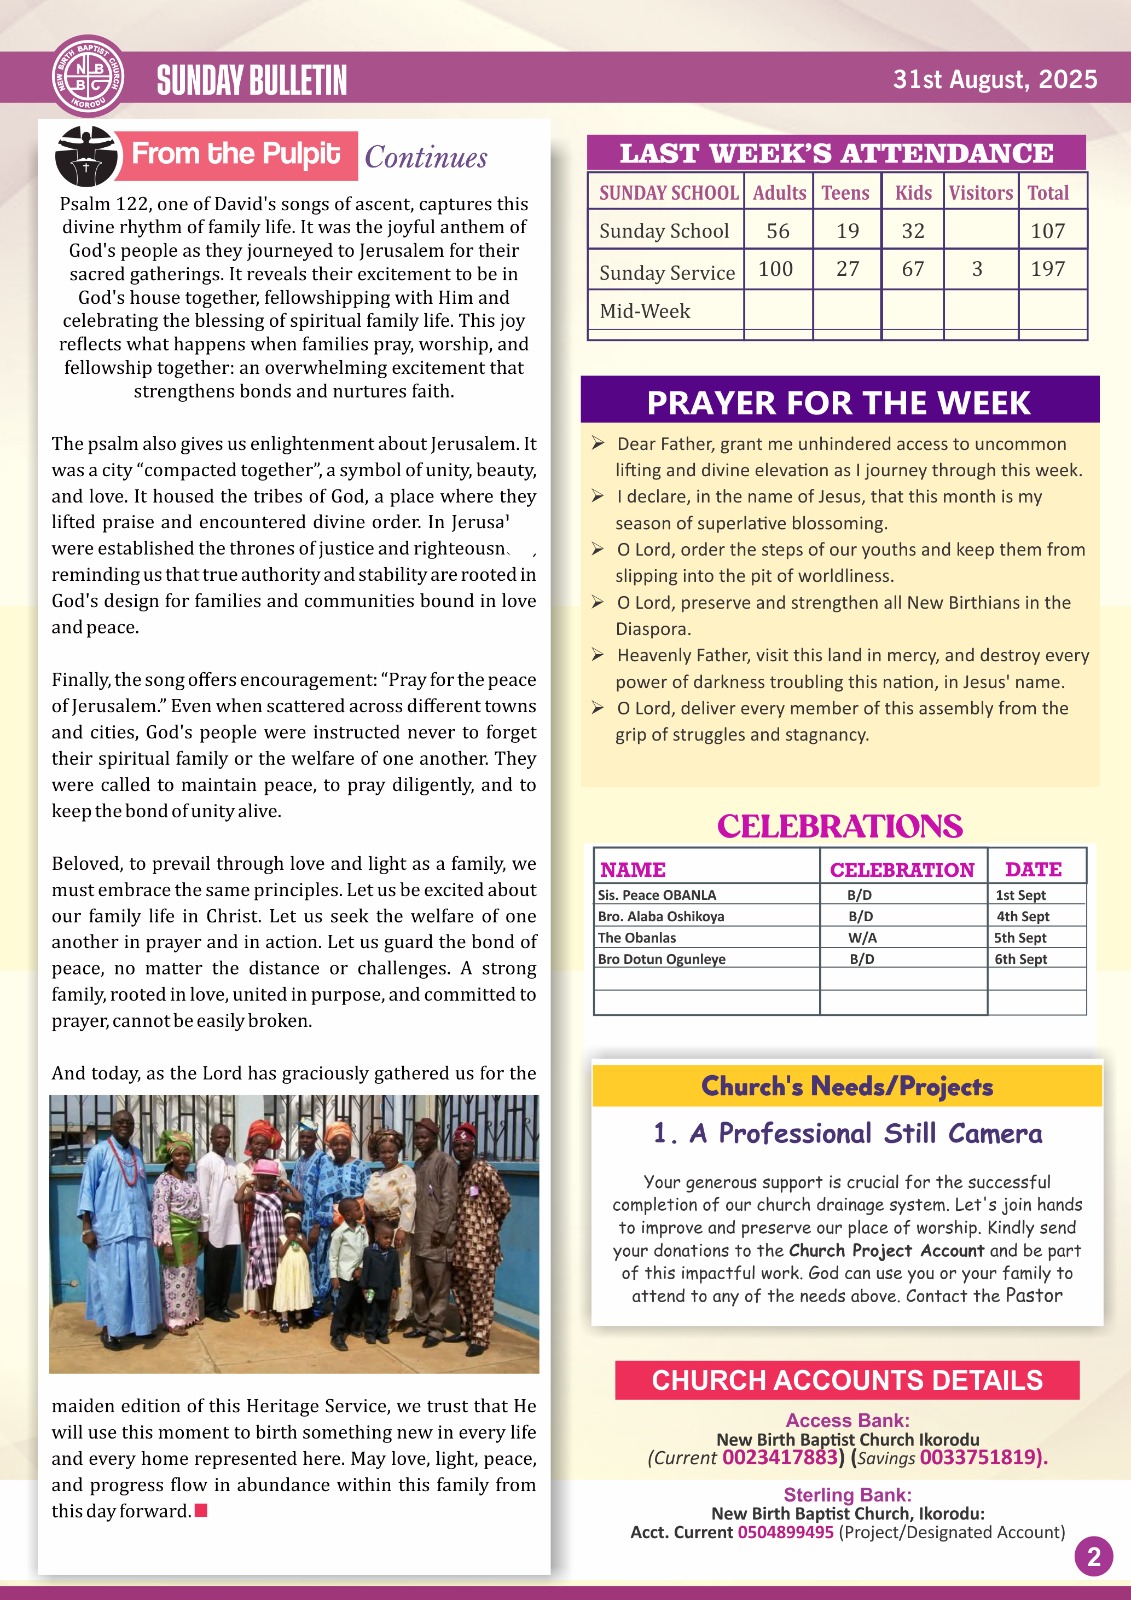 NEW BIRTH BAPTIST CHURCH
N B
B C
IKORODU
SUNDAY BULLETIN
31st August, 2025
From the Pulpit Continues
Psalm 122, one of David's songs of ascent, captures this
divine rhythm of family life. It was the joyful anthem of
God's people as they journeyed to Jerusalem for their
sacred gatherings. It reveals their excitement to be in
God's house together, fellowshipping with Him and
celebrating the blessing of spiritual family life. This joy
reflects what happens when families pray, worship, and
fellowship together: an overwhelming excitement that
strengthens bonds and nurtures faith.
The psalm also gives us enlightenment about Jerusalem. It
was a city “compacted together”, a symbol of unity, beauty,
and love. It housed the tribes of God, a place where they
lifted praise and encountered divine order. In
were established the thrones of justice and
reminding us that true authority and stability are rooted in
God's design for families and communities bound in love
and peace.
Finally, the song offers encouragement: “Pray for the peace
of Jerusalem.” Even when scattered across different towns
and cities, God's people were instructed never to forget
their spiritual family or the welfare of one another. They
were called to maintain peace, to pray diligently, and to
keep the bond of unity alive.
Beloved, to prevail through love and light as a family, we
must embrace the same principles. Let us be excited about
our family life in Christ. Let us seek the welfare of one
another in prayer and in action. Let us guard the bond of
peace, no matter the distance or challenges. A strong
family, rooted in love, united in purpose, and committed to
prayer, cannot be easily broken.
And today, as the Lord has graciously gathered us for the
maiden edition of this Heritage Service, we trust that He
will use this moment to birth something new in every life
and every home represented here. May love, light, peace,
and progress flow in abundance within this family from
this day forward.
LAST WEEK'S ATTENDANCE
SUNDAY SCHOOL Adults Teens Kids Visitors Total
Sunday School 56 19 32 107
Sunday Service 100 27 67 3 197
Mid-Week
PRAYER FOR THE WEEK
➢ Dear Father, grant me unhindered access to uncommon
lifting and divine elevation as I journey through this week.
➢ I declare, in the name of Jesus, that this month is my
season of superlative blossoming.
➢ O Lord, order the steps of our youths and keep them from
slipping into the pit of worldliness.
➢ O Lord, preserve and strengthen all New Birthians in the
Diaspora.
➢ Heavenly Father, visit this land in mercy, and destroy every
power of darkness troubling this nation, in Jesus' name.
➢ O Lord, deliver every member of this assembly from the
grip of struggles and stagnancy.
CELEBRATIONS
NAME CELEBRATION DATE
Sis. Peace OBANLA B/D 1st Sept
Bro. Alaba Oshikoya B/D 4th Sept
The Obanlas W/A 5th Sept
Bro Dotun Ogunleye B/D 6th Sept
Church's Needs/Projects
1. A Professional Still Camera
Your generous support is crucial for the successful
completion of our church drainage system. Let's join hands
to improve and preserve our place of worship. Kindly send
your donations to the Church Project Account and be part
of this impactful work. God can use you or your family to
attend to any of the needs above. Contact the Pastor
CHURCH ACCOUNTS DETAILS
Access Bank:
New Birth Baptist Church Ikorodu
(Current 0023417883) (Savings 0033751819).
Sterling Bank:
New Birth Baptist Church, Ikorodu:
Acct. Current 0504899495 (Project/Designated Account)
2